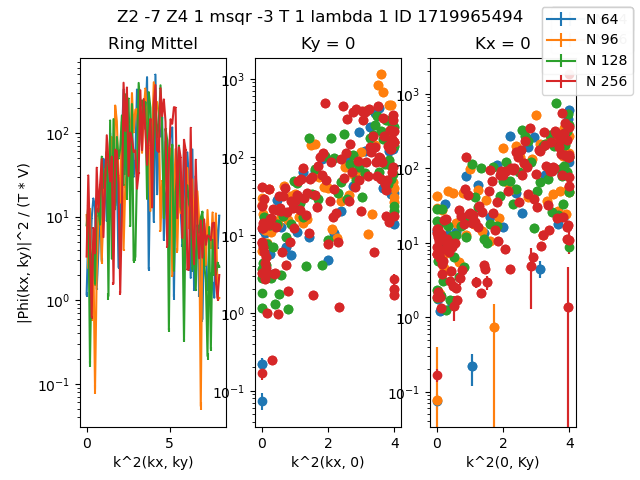 Z2 -7 Z4 1 msqr -3 T 1 lambda 1 ID 1719965494
N 64
N 96
N 128
N 256
Ring Mittel
Ky = 0
Kx = 0
|Phi(kx, ky)|^2 / (T * V)
10^2
10^1
10^0
10^-1
0
5
k^2(kx, ky)
10^3
10^2
10^1
10^0
10^-1
0
2
4
k^2(kx, 0)
10^3
10^2
10^1
10^0
10^-1
0
2
4
k^2(0, Ky)